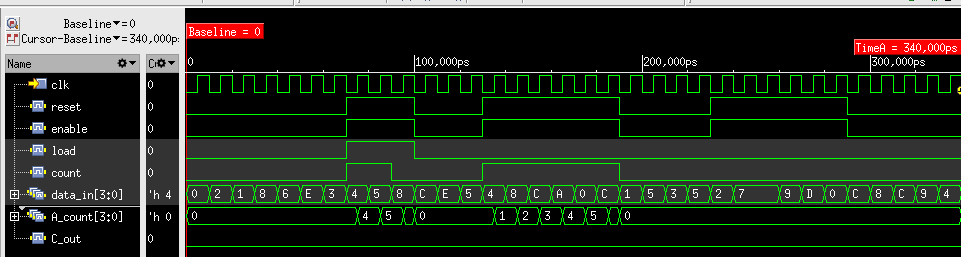 Baseline▾=0
Cursor-Baseline▾=340,000ps
Baseline = 0
TimeA = 340,000ps
0 100,000ps 200,000ps 300,000ps
Name
clk 0
reset 0
enable 0
load 0
count 0
data_in[3:0] 'h 4 0 2 1 8 6 E 3 4 5 8 C E 5 4 8 C A 0 C 1 5 3 5 2 7 9 D 0 C 8 C 9 4
A_count[3:0] 'h 0 0 4 5 0 1 2 3 4 5 0
C_out 0